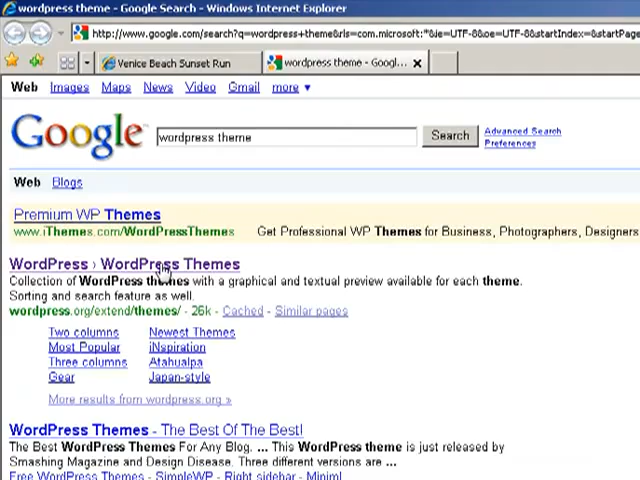 wordpress theme - Google Search - Windows Internet Explorer
http://www.google.com/search?q=wordpress+theme&rls=com.microsoft:*&ie=UTF-8&oe=UTF-8&startIndex=&startPage
Venice Beach Sunset Run
wordpress theme - Googl...
Web Images Maps News Video Gmail more ▼
Google
wordpress theme
Search
Advanced Search
Preferences
Web Blogs
Premium WP Themes
www.iThemes.com/WordPressThemes Get Professional WP Themes for Business, Photographers, Designers
WordPress › WordPress Themes
Collection of WordPress themes with a graphical and textual preview available for each theme.
Sorting and search feature as well.
wordpress.org/extend/themes/ - 26k - Cached - Similar pages
Two columns Newest Themes
Most Popular iNspiration
Three columns Atahualpa
Gear Japan-style
More results from wordpress.org »
WordPress Themes - The Best Of The Best!
The Best WordPress Themes For Any Blog. ... This WordPress theme is just released by
Smashing Magazine and Design Disease. Three different versions are ...
Free WordPress Themes - SimpleWP - Right sidebar - Miniml